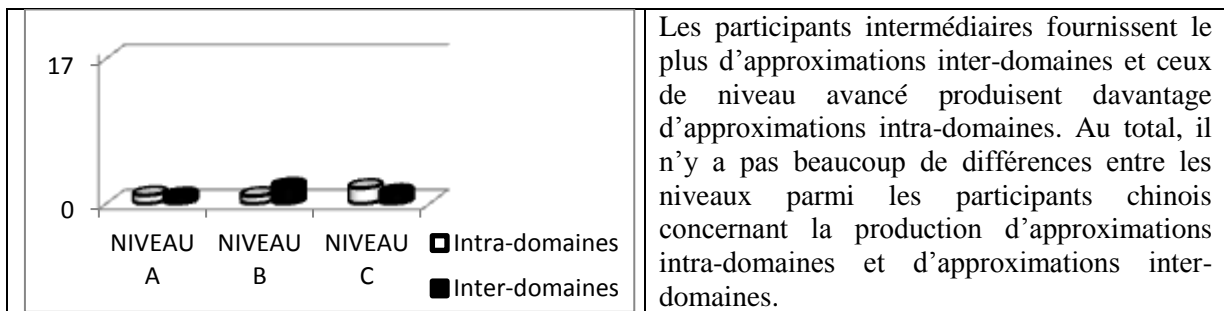 17
0
NIVEAU
A
NIVEAU
B
NIVEAU
C
Intra-domaines
Inter-domaines
Les participants intermédiaires fournissent le
plus d’approximations inter-domaines et ceux
de niveau avancé produisent davantage
d’approximations intra-domaines. Au total, il
n’y a pas beaucoup de différences entre les
niveaux parmi les participants chinois
concernant la production d’approximations
intra-domaines et d’approximations inter-
domaines.